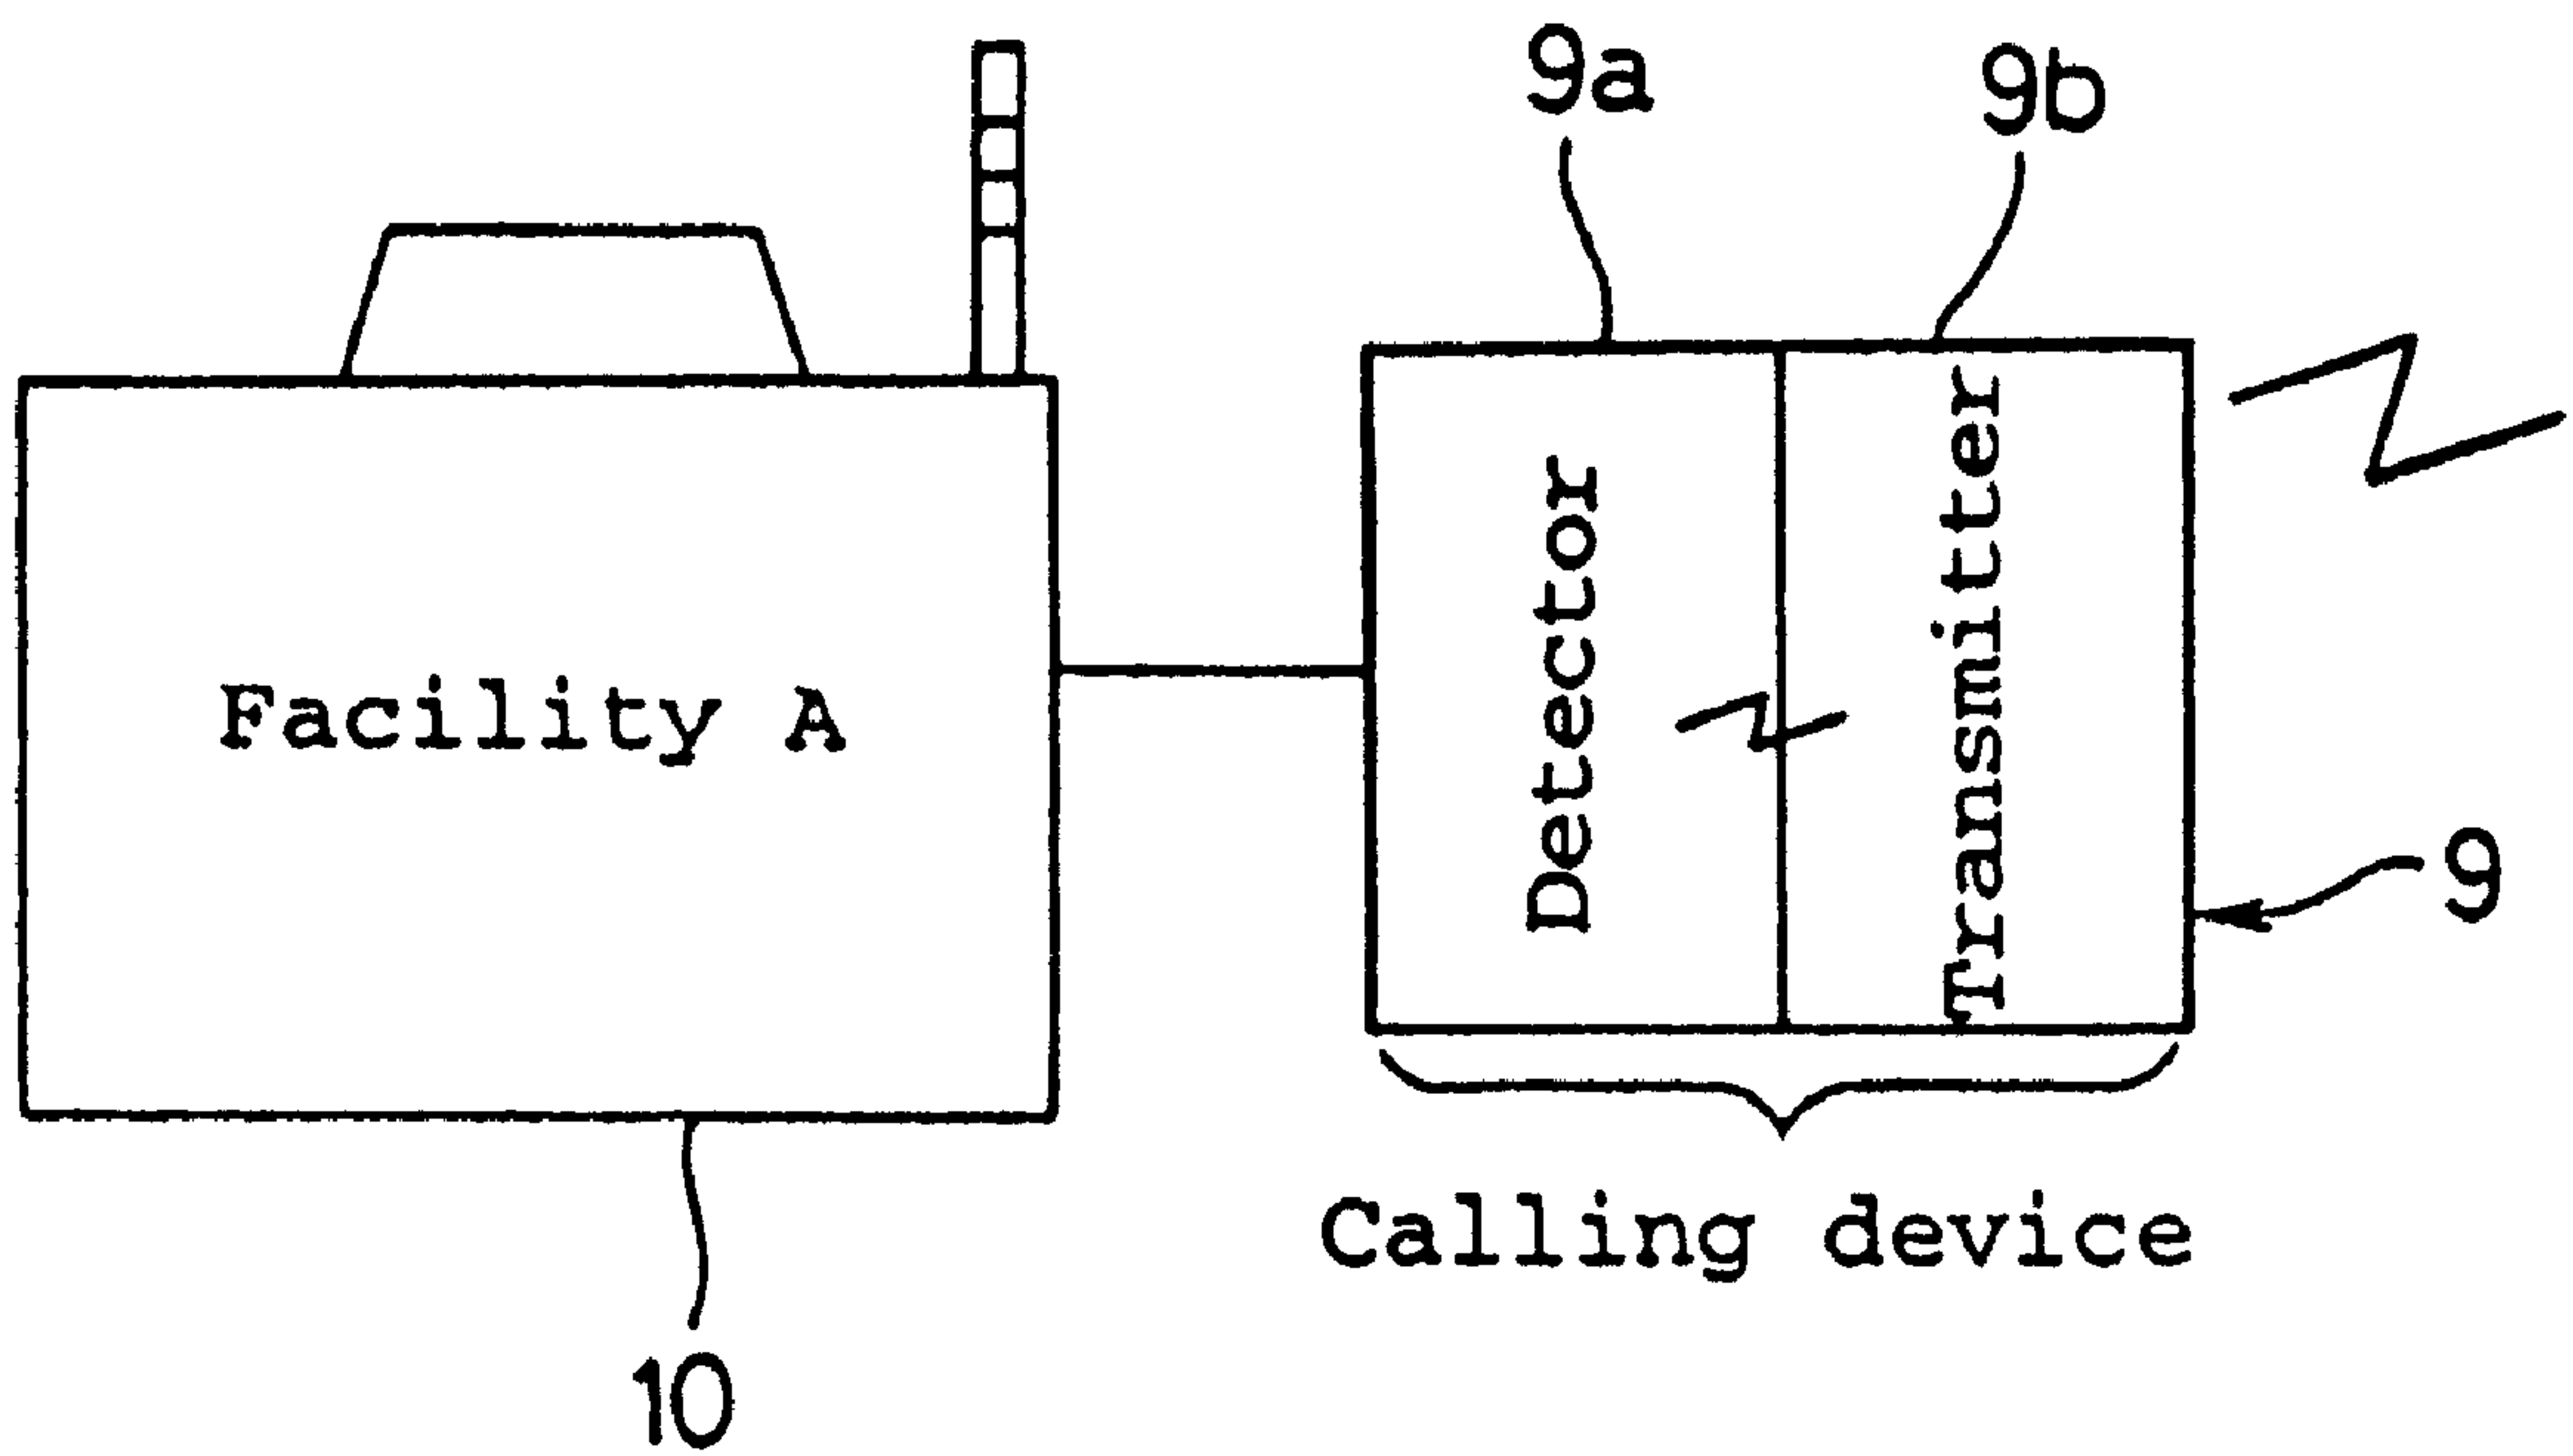 9a
9b
Facility A
Detector
Transmitter
9
Calling device
10